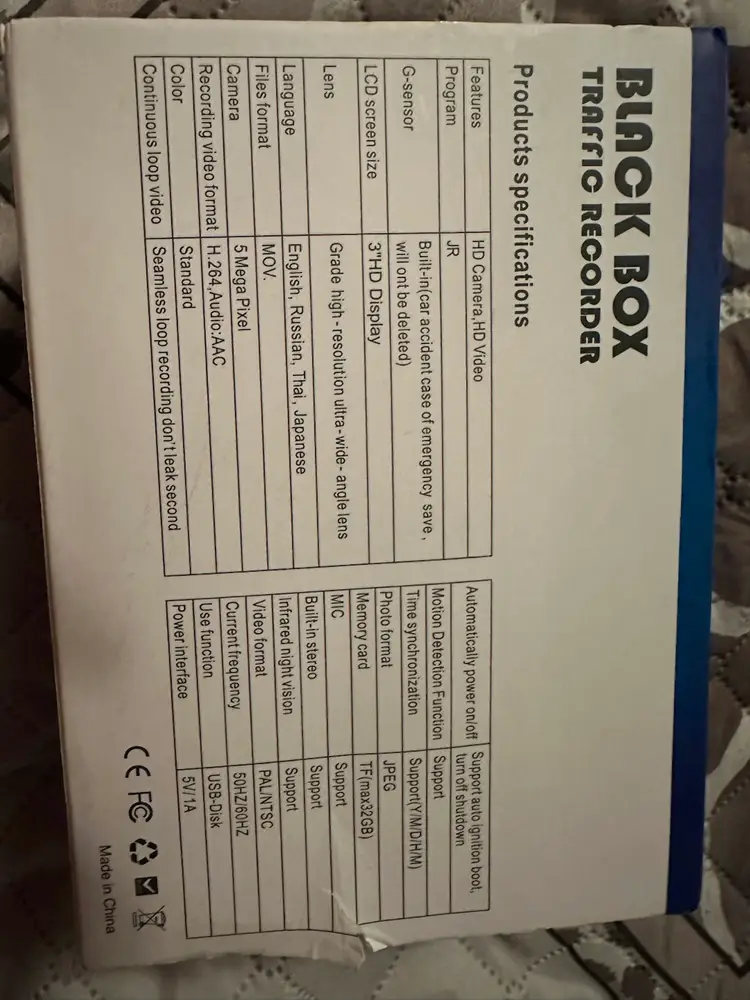 BLACK BOX
TRAFFIC RECORDER
Products specifications
Features HD Camera,HD Video
Program JR
G-sensor Built-in(car accident case of emergency save ,
will ont be deleted)
LCD screen size 3"HD Display
Lens Grade high - resolution ultra - wide - angle lens
Language English, Russian, Thai, Japanese
Files format MOV.
Camera 5 Mega Pixel
Recording video format H.264,Audio:AAC
Color Standard
Continuous loop video Seamless loop recording don't leak second
Automatically power on/off Support auto ignition boot,
turn off shutdown
Motion Detection Function Support
Time synchronization Support(Y/M/D/H/M)
Photo format JPEG
Memory card TF(max32GB)
MIC Support
Built-in stereo Support
Infrared night vision Support
Video format PAL/NTSC
Current frequency 50HZ/60HZ
Use function USB-Disk
Power interface 5V/1A
CE FC
Made in China